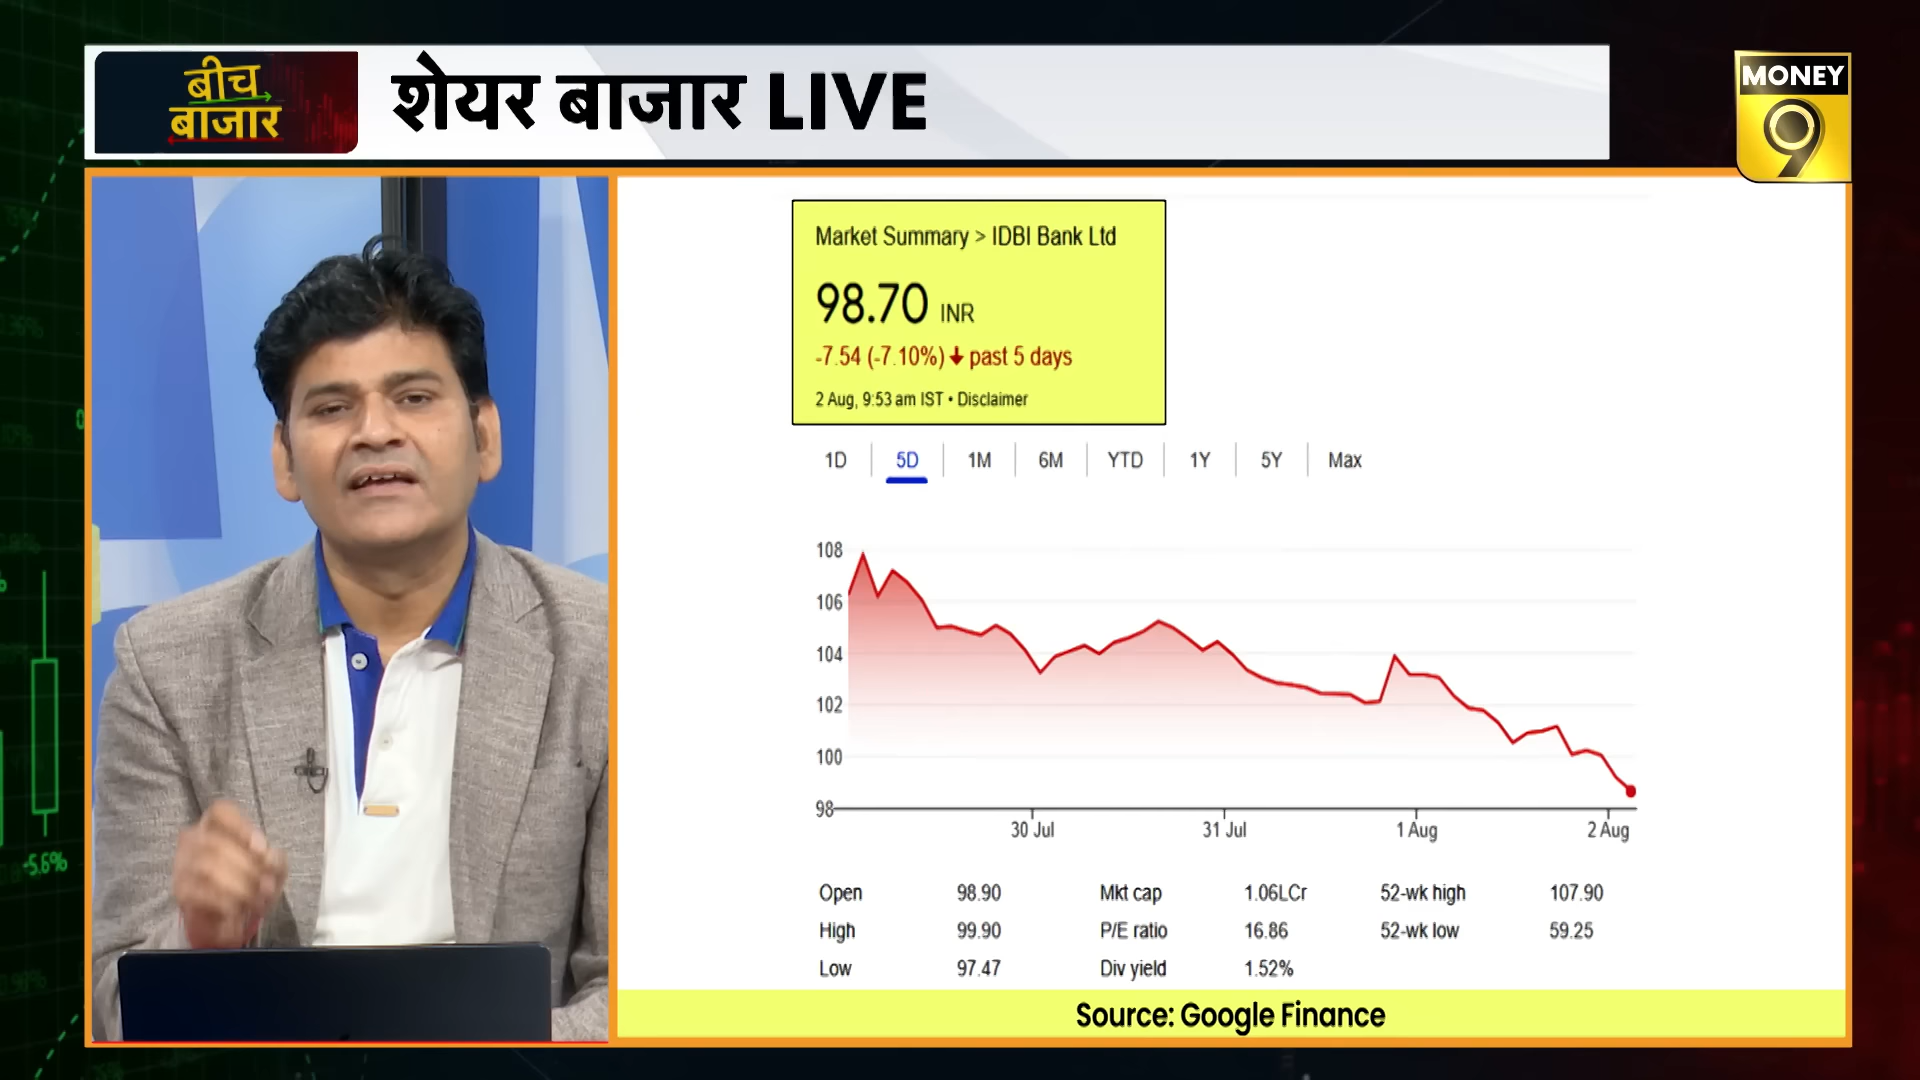 बीच
बाजार
शेयर बाजार LIVE
MONEY
9
Market Summary > IDBI Bank Ltd
98.70 INR
-7.54 (-7.10%) ↓ past 5 days
2 Aug, 9:53 am IST • Disclaimer
1D 5D 1M 6M YTD 1Y 5Y Max
108
106
104
102
100
98
30 Jul 31 Jul 1 Aug 2 Aug
Open 98.90 Mkt cap 1.06LCr 52-wk high 107.90
High 99.90 P/E ratio 16.86 52-wk low 59.25
Low 97.47 Div yield 1.52%
Source: Google Finance
-5.6%